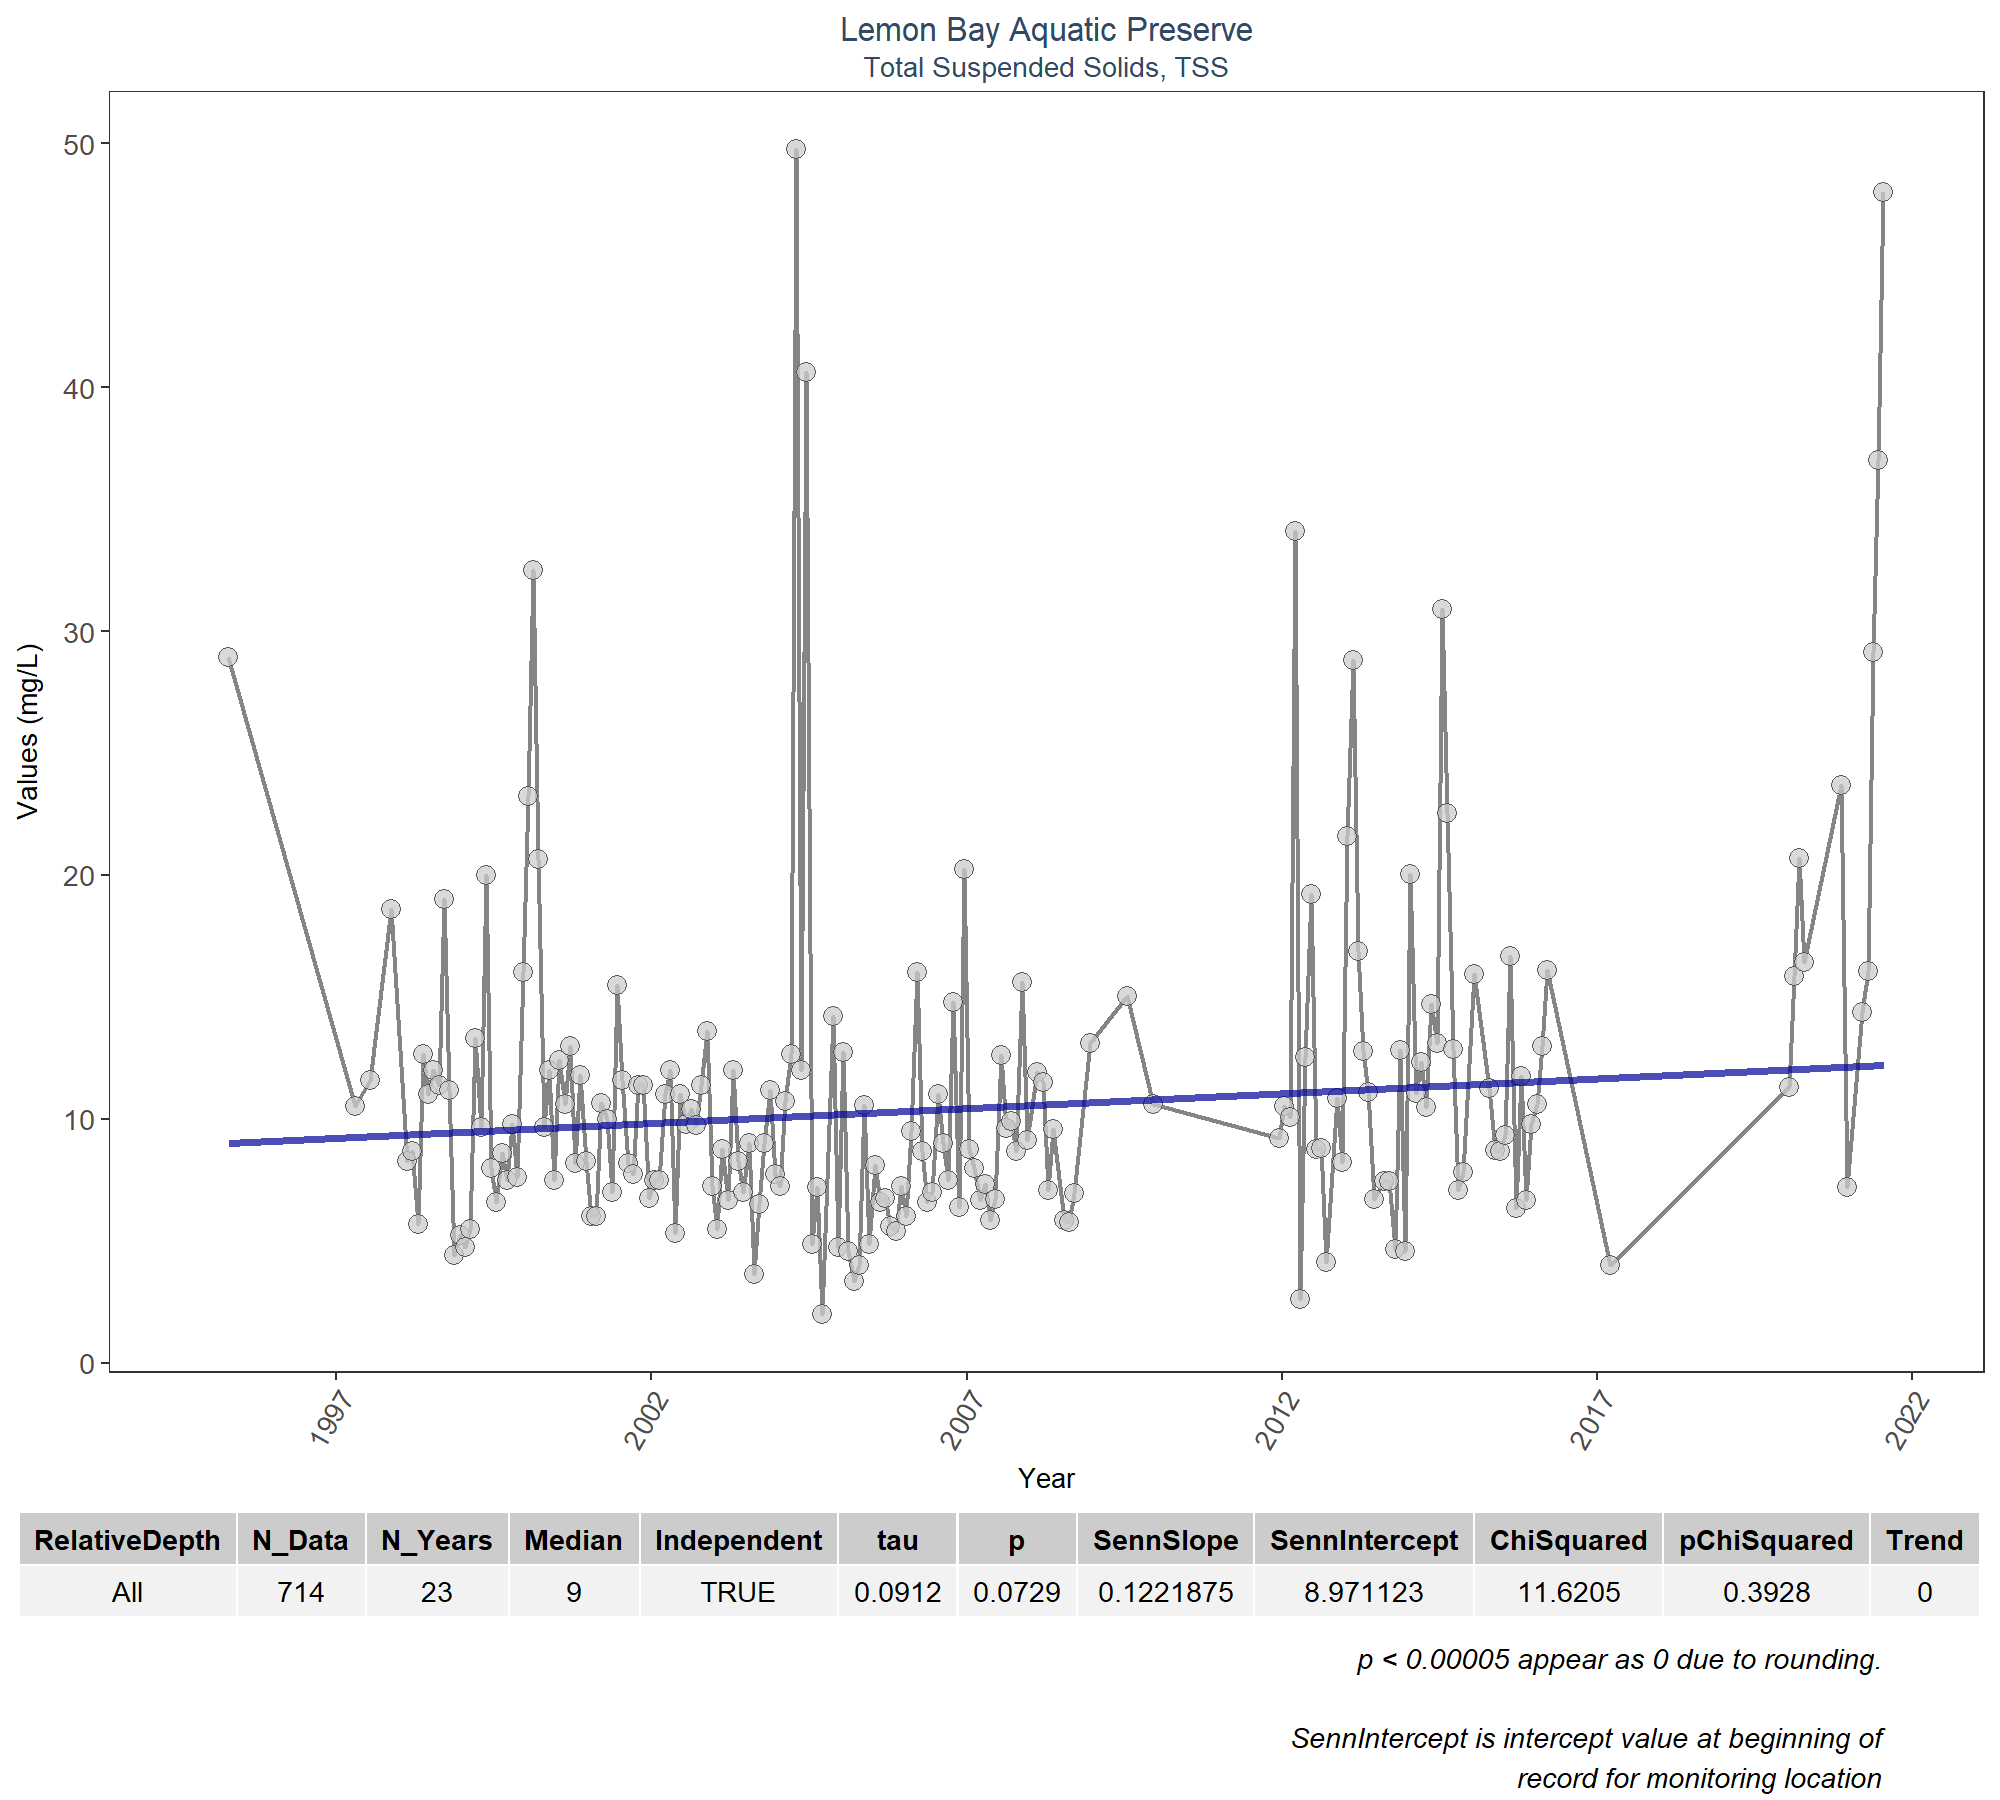 Lemon Bay Aquatic Preserve
Total Suspended Solids, TSS
50
40
30
20
10
0
Values (mg/L)
1997 2002 2007 2012 2017 2022
Year
RelativeDepth N_Data N_Years Median Independent tau p SennSlope SennIntercept ChiSquared pChiSquared Trend
All 714 23 9 TRUE 0.0912 0.0729 0.1221875 8.971123 11.6205 0.3928 0
p < 0.00005 appear as 0 due to rounding.
SennIntercept is intercept value at beginning of
record for monitoring location